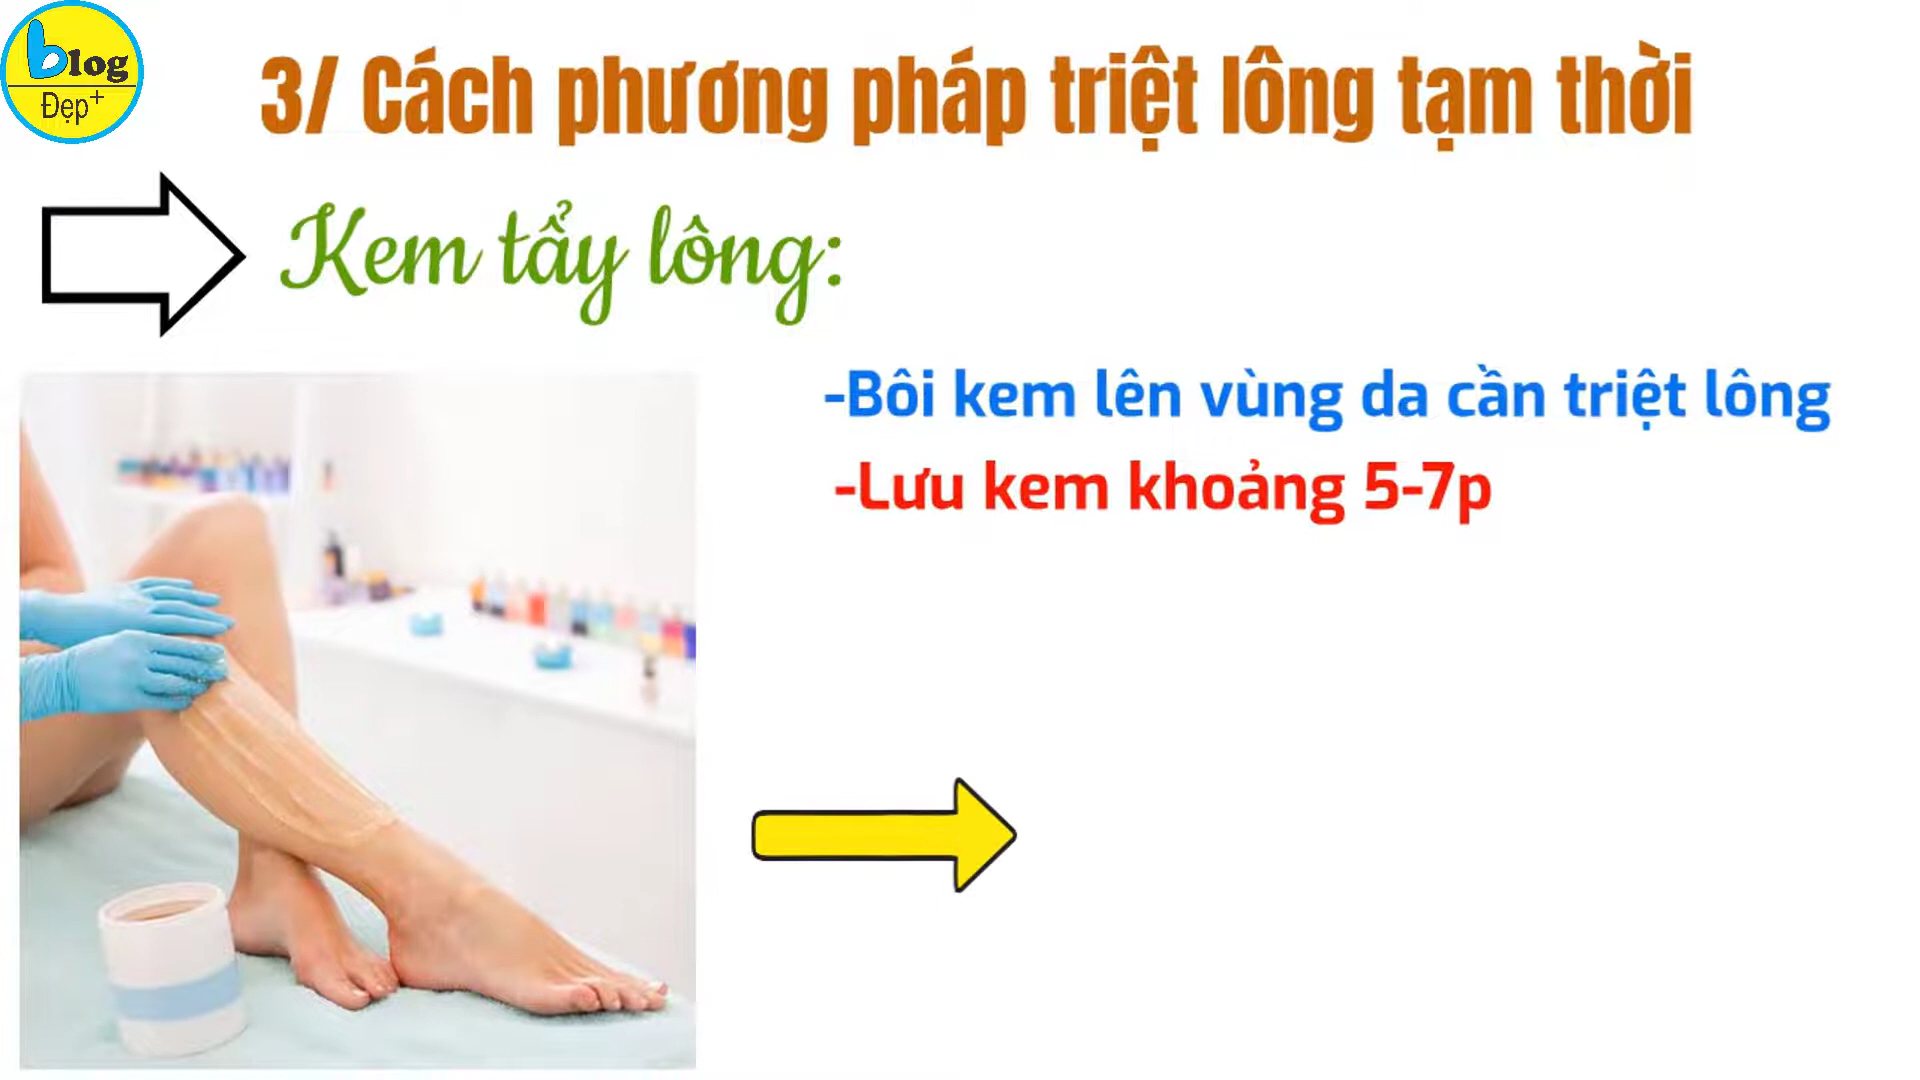 blog
Đẹp+
3/ Cách phương pháp triệt lông tạm thời
Kem tẩy lông:
-Bôi kem lên vùng da cần triệt lông
-Lưu kem khoảng 5-7p